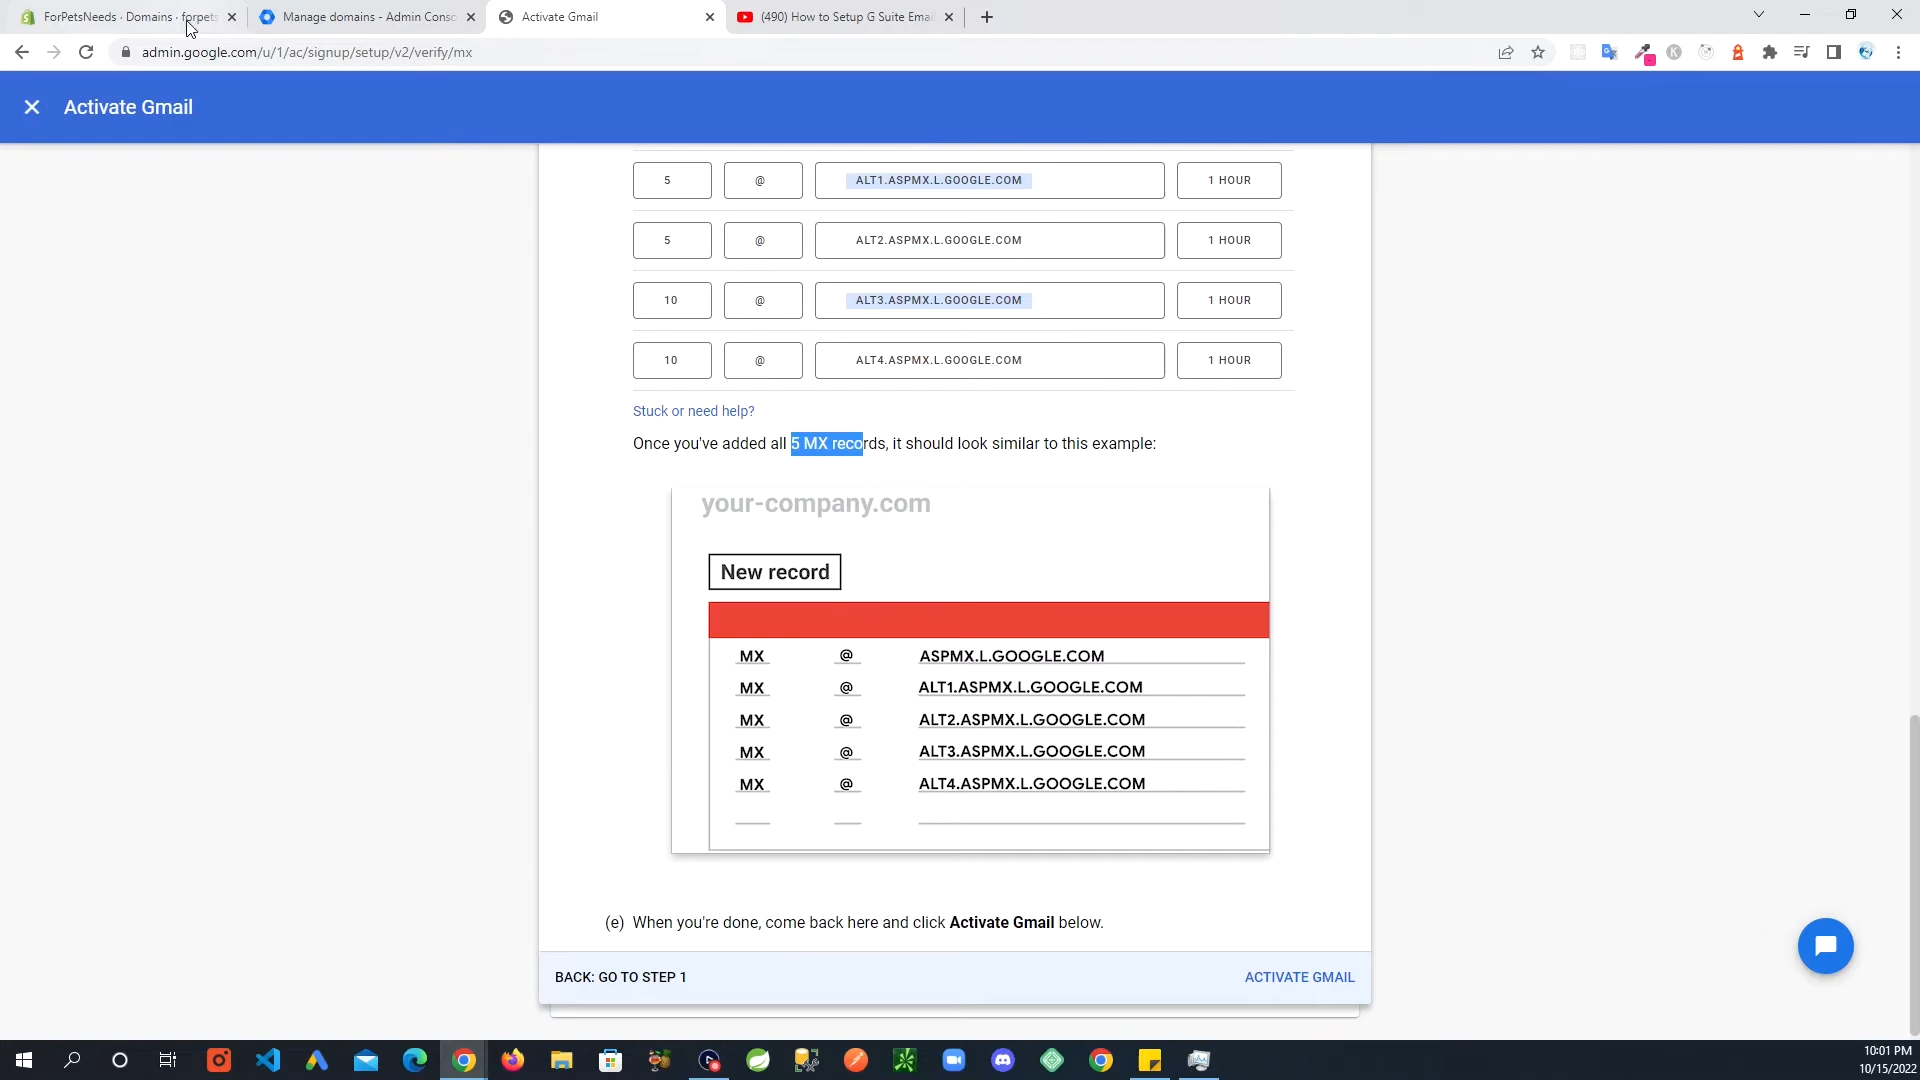 ForPetsNeeds · Domains · forpets
Manage domains - Admin Conso
Activate Gmail
(490) How to Setup G Suite Email
admin.google.com/u/1/ac/signup/setup/v2/verify/mx
Activate Gmail
5 @ ALT1.ASPMX.L.GOOGLE.COM 1 HOUR
5 @ ALT2.ASPMX.L.GOOGLE.COM 1 HOUR
10 @ ALT3.ASPMX.L.GOOGLE.COM 1 HOUR
10 @ ALT4.ASPMX.L.GOOGLE.COM 1 HOUR
Stuck or need help?
Once you've added all 5 MX records, it should look similar to this example:
your-company.com
New record
MX @ ASPMX.L.GOOGLE.COM
MX @ ALT1.ASPMX.L.GOOGLE.COM
MX @ ALT2.ASPMX.L.GOOGLE.COM
MX @ ALT3.ASPMX.L.GOOGLE.COM
MX @ ALT4.ASPMX.L.GOOGLE.COM
(e) When you're done, come back here and click Activate Gmail below.
BACK: GO TO STEP 1
ACTIVATE GMAIL
10:01 PM
10/15/2022